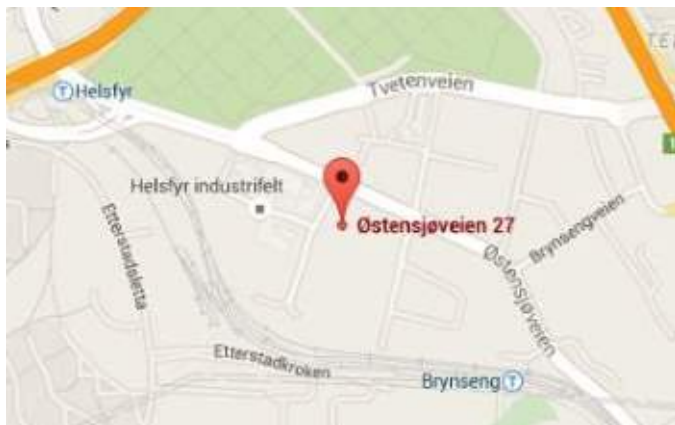 Helsfyr
Tvetenveien
Helsfyr industrifelt
Østensjøveien 27
Etterstadsletta
Brynsengveien
Østensjøveien
Etterstadkroken
Brynseng